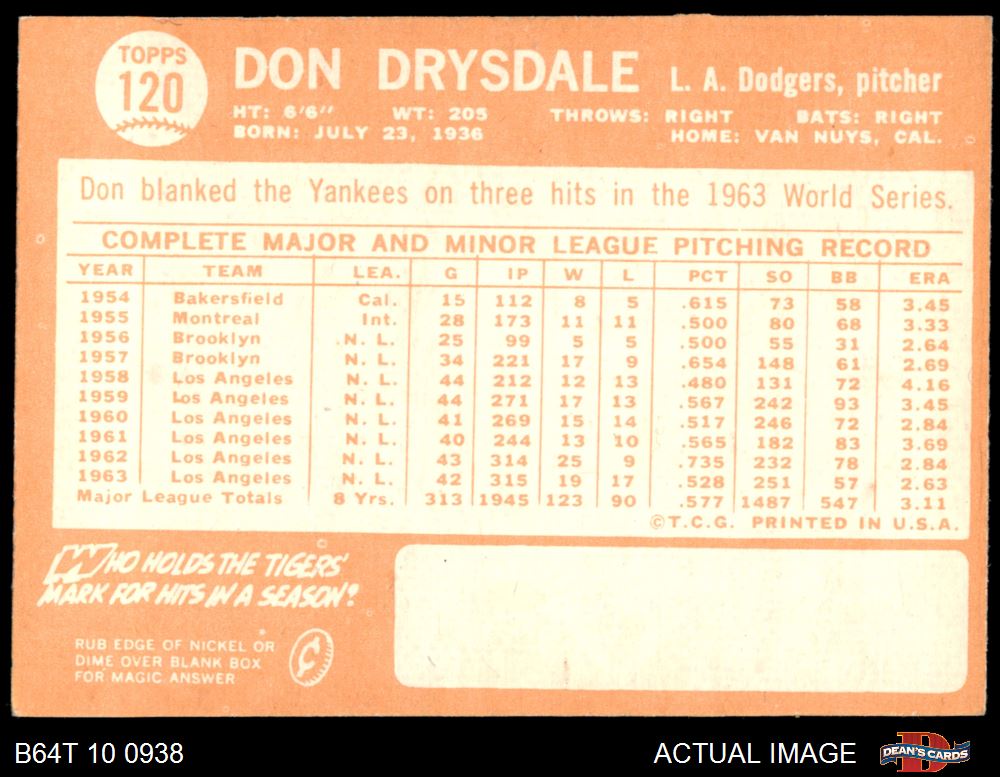 TOPPS
120
DON DRYSDALE L. A. Dodgers, pitcher
HT: 6'6" WT: 205 THROWS: RIGHT BATS: RIGHT
BORN: JULY 23, 1936 HOME: VAN NUYS, CAL.
Don blanked the Yankees on three hits in the 1963 World Series.
COMPLETE MAJOR AND MINOR LEAGUE PITCHING RECORD
YEAR TEAM LEA. G IP W L PCT SO BB ERA
1954 Bakersfield Cal. 15 112 8 5 .615 73 58 3.45
1955 Montreal Int. 28 173 11 11 .500 80 68 3.33
1956 Brooklyn N. L. 25 99 5 5 .500 55 31 2.64
1957 Brooklyn N. L. 34 221 17 9 .654 148 61 2.69
1958 Los Angeles N. L. 44 212 12 13 .480 131 72 4.16
1959 Los Angeles N. L. 44 271 17 13 .567 242 93 3.45
1960 Los Angeles N. L. 41 269 15 14 .517 246 72 2.84
1961 Los Angeles N. L. 40 244 13 10 .565 182 83 3.69
1962 Los Angeles N. L. 43 314 25 9 .735 232 78 2.84
1963 Los Angeles N. L. 42 315 19 17 .528 251 57 2.63
Major League Totals 8 Yrs. 313 1945 123 90 .577 1487 547 3.11
©T.C.G. PRINTED IN U.S.A.
WHO HOLDS THE TIGERS'
MARK FOR HITS IN A SEASON?
RUB EDGE OF NICKEL OR
DIME OVER BLANK BOX
FOR MAGIC ANSWER
B64T 10 0938 ACTUAL IMAGE DEAN'S CARDS